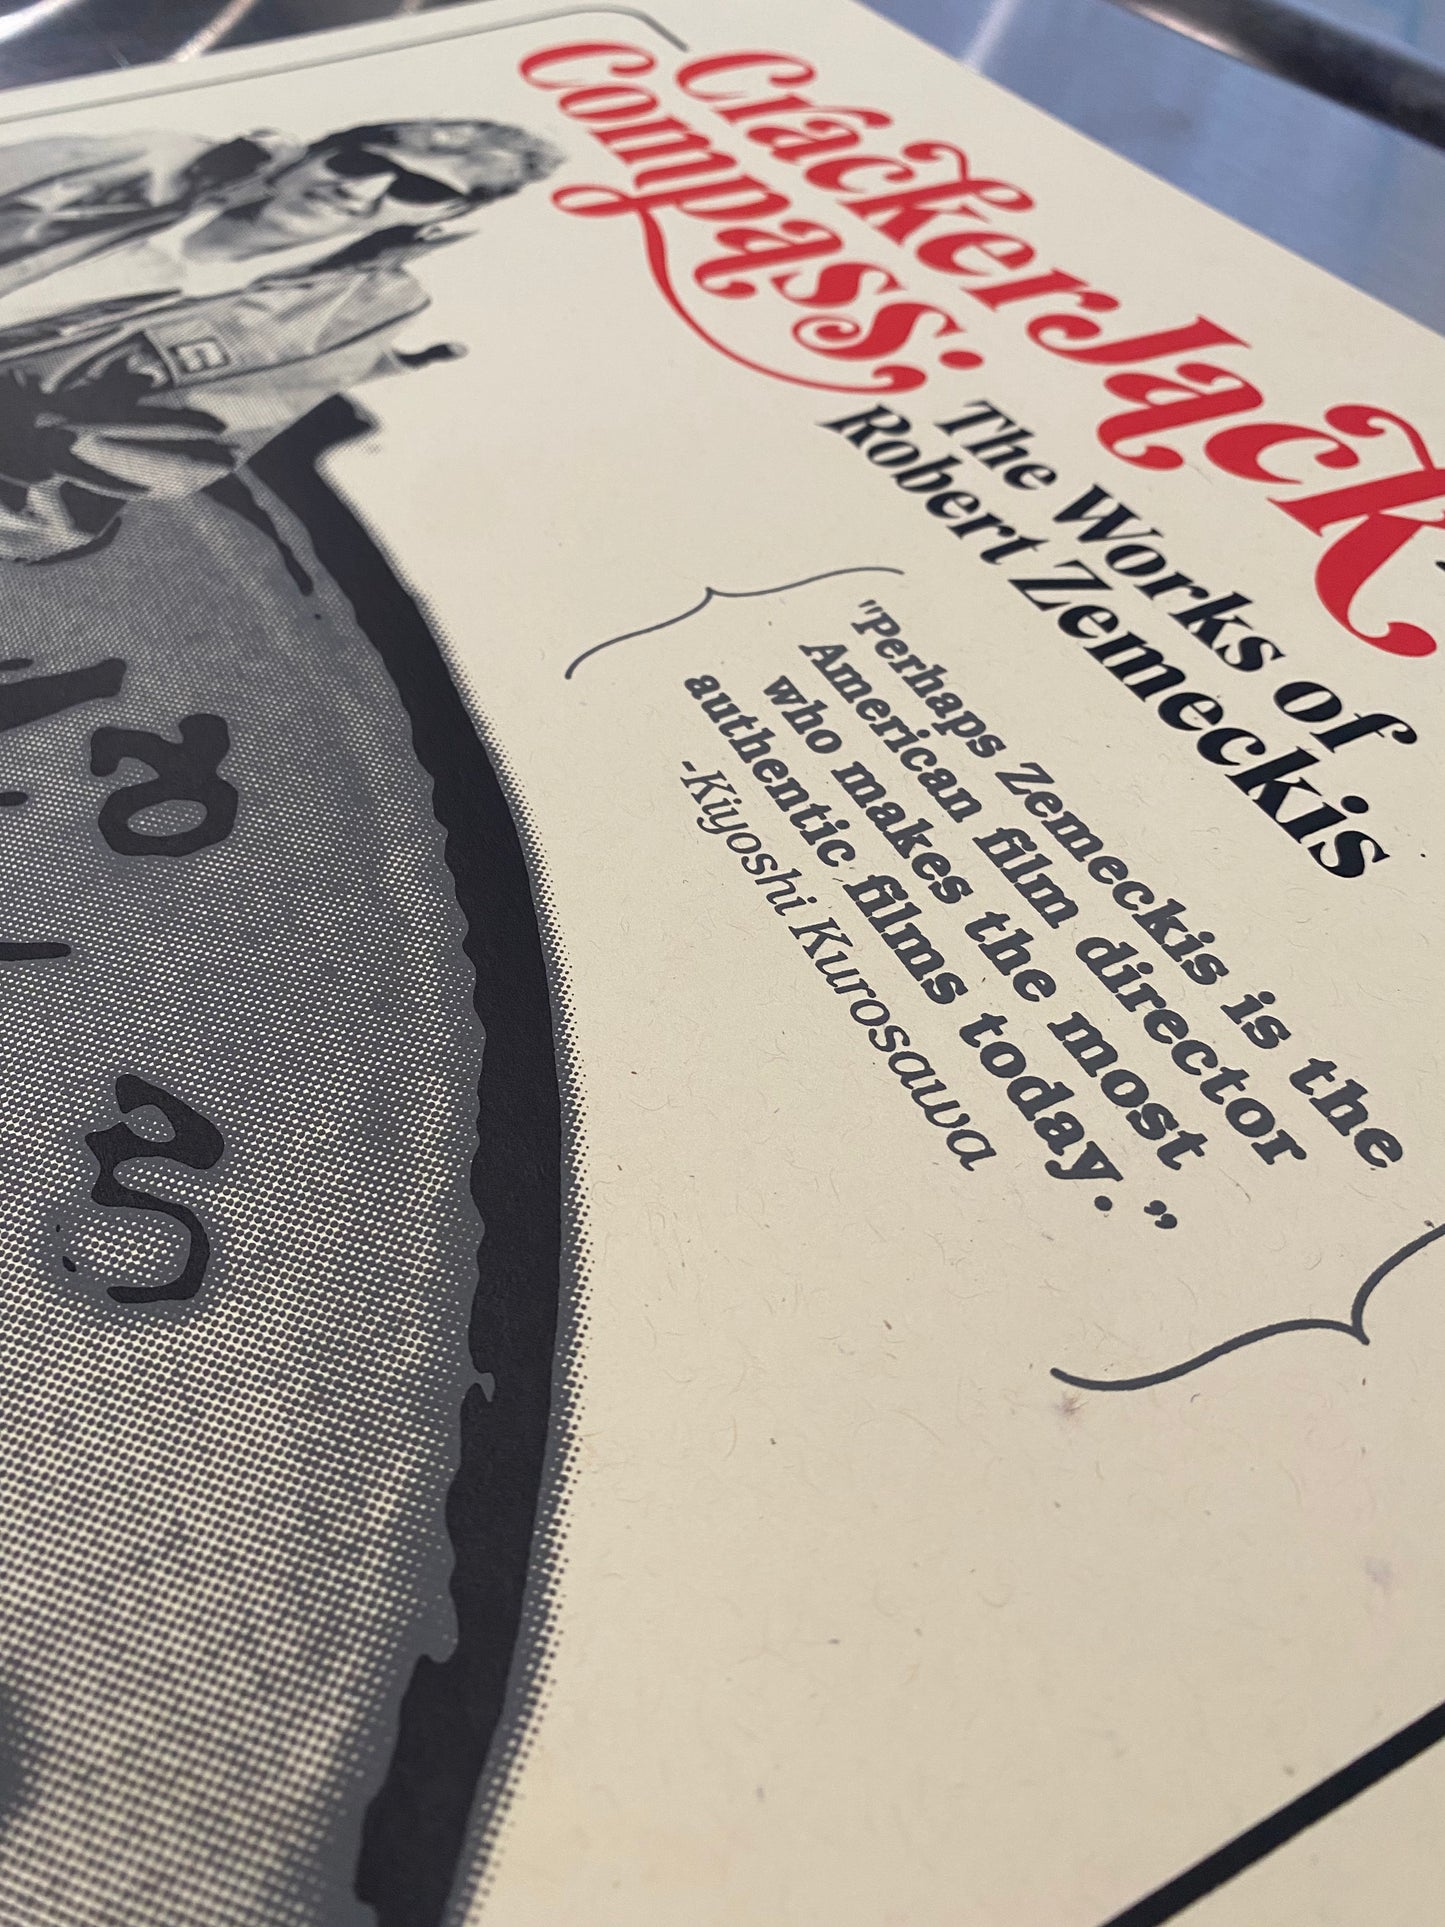 CrackerJack
Compass:
The Works of
Robert Zemeckis
"Perhaps Zemeckis is the
American film director
who makes the most
authentic films today."
-Kiyoshi Kurosawa